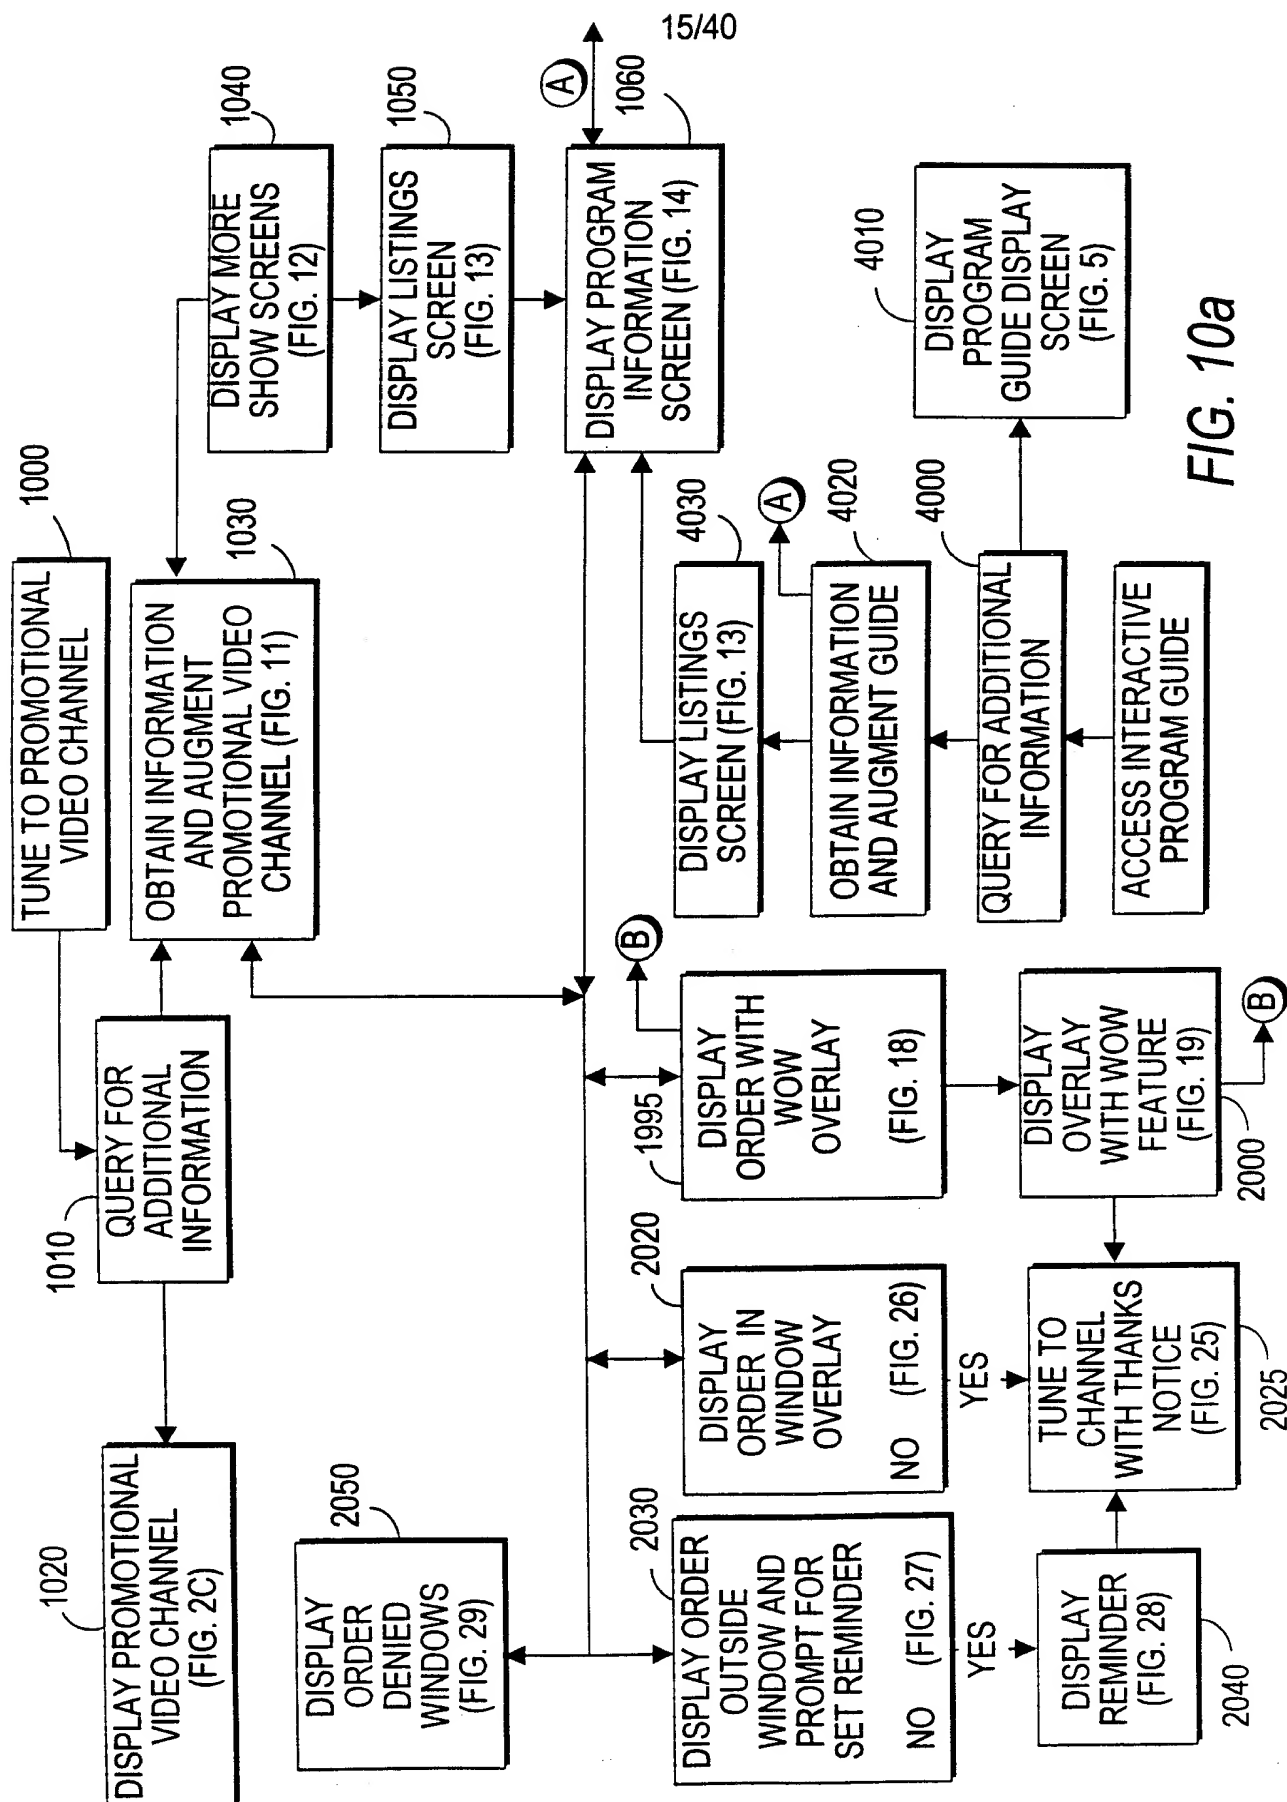 15/40
1000
TUNE TO PROMOTIONAL
VIDEO CHANNEL
1010
QUERY FOR
ADDITIONAL
INFORMATION
1020
DISPLAY PROMOTIONAL
VIDEO CHANNEL
(FIG. 2C)
1030
OBTAIN INFORMATION
AND AUGMENT
PROMOTIONAL VIDEO
CHANNEL (FIG. 11)
1040
DISPLAY MORE
SHOW SCREENS
(FIG. 12)
1050
DISPLAY LISTINGS
SCREEN
(FIG. 13)
A
1060
DISPLAY PROGRAM
INFORMATION
SCREEN (FIG. 14)
2050
DISPLAY
ORDER
DENIED
WINDOWS
(FIG. 29)
2030
DISPLAY ORDER
OUTSIDE
WINDOW AND
PROMPT FOR
SET REMINDER
NO (FIG. 27)
YES
DISPLAY
REMINDER
(FIG. 28)
2040
2020
DISPLAY
ORDER IN
WINDOW
OVERLAY
NO (FIG. 26)
YES
TUNE TO
CHANNEL
WITH THANKS
NOTICE
(FIG. 25)
2025
1995
DISPLAY
ORDER WITH
WOW
OVERLAY
(FIG. 18)
B
DISPLAY
OVERLAY
WITH WOW
FEATURE
(FIG. 19)
2000
B
4030
DISPLAY LISTINGS
SCREEN (FIG. 13)
A
4020
OBTAIN INFORMATION
AND AUGMENT GUIDE
4000
QUERY FOR ADDITIONAL
INFORMATION
ACCESS INTERACTIVE
PROGRAM GUIDE
4010
DISPLAY
PROGRAM
GUIDE DISPLAY
SCREEN
(FIG. 5)
FIG. 10a